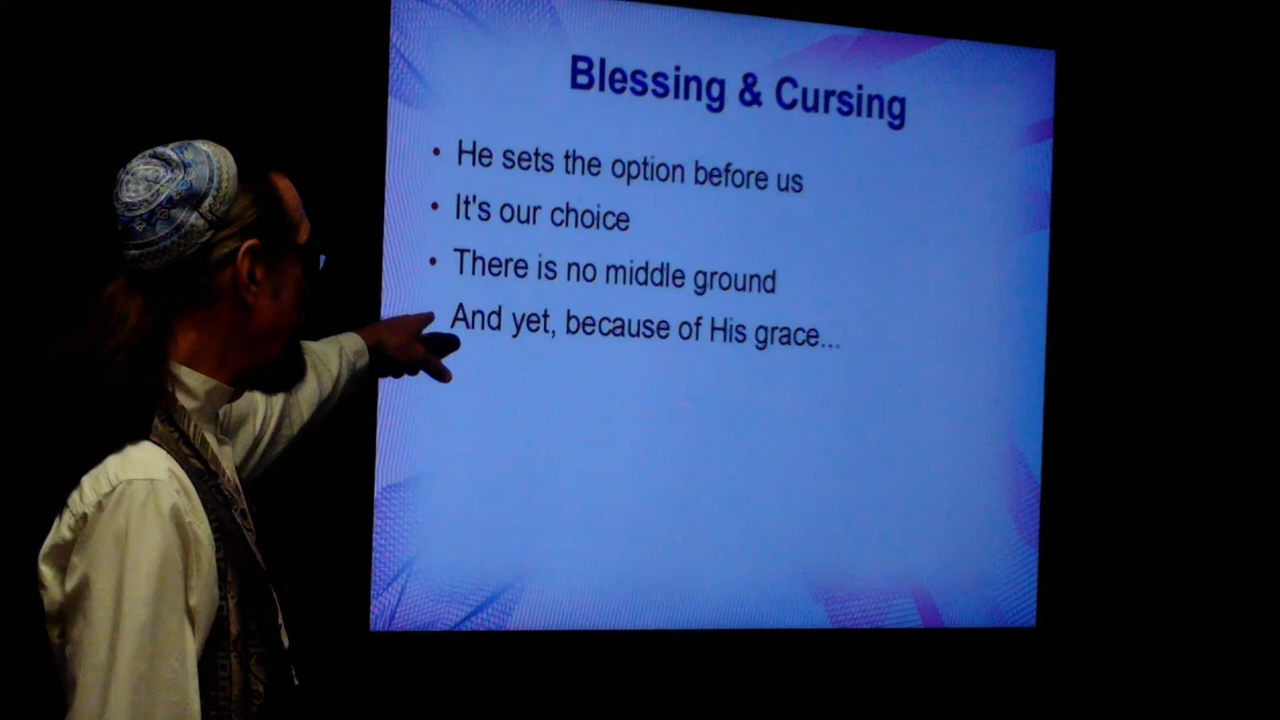 Blessing & Cursing
• He sets the option before us
• It's our choice
• There is no middle ground
And yet, because of His grace...